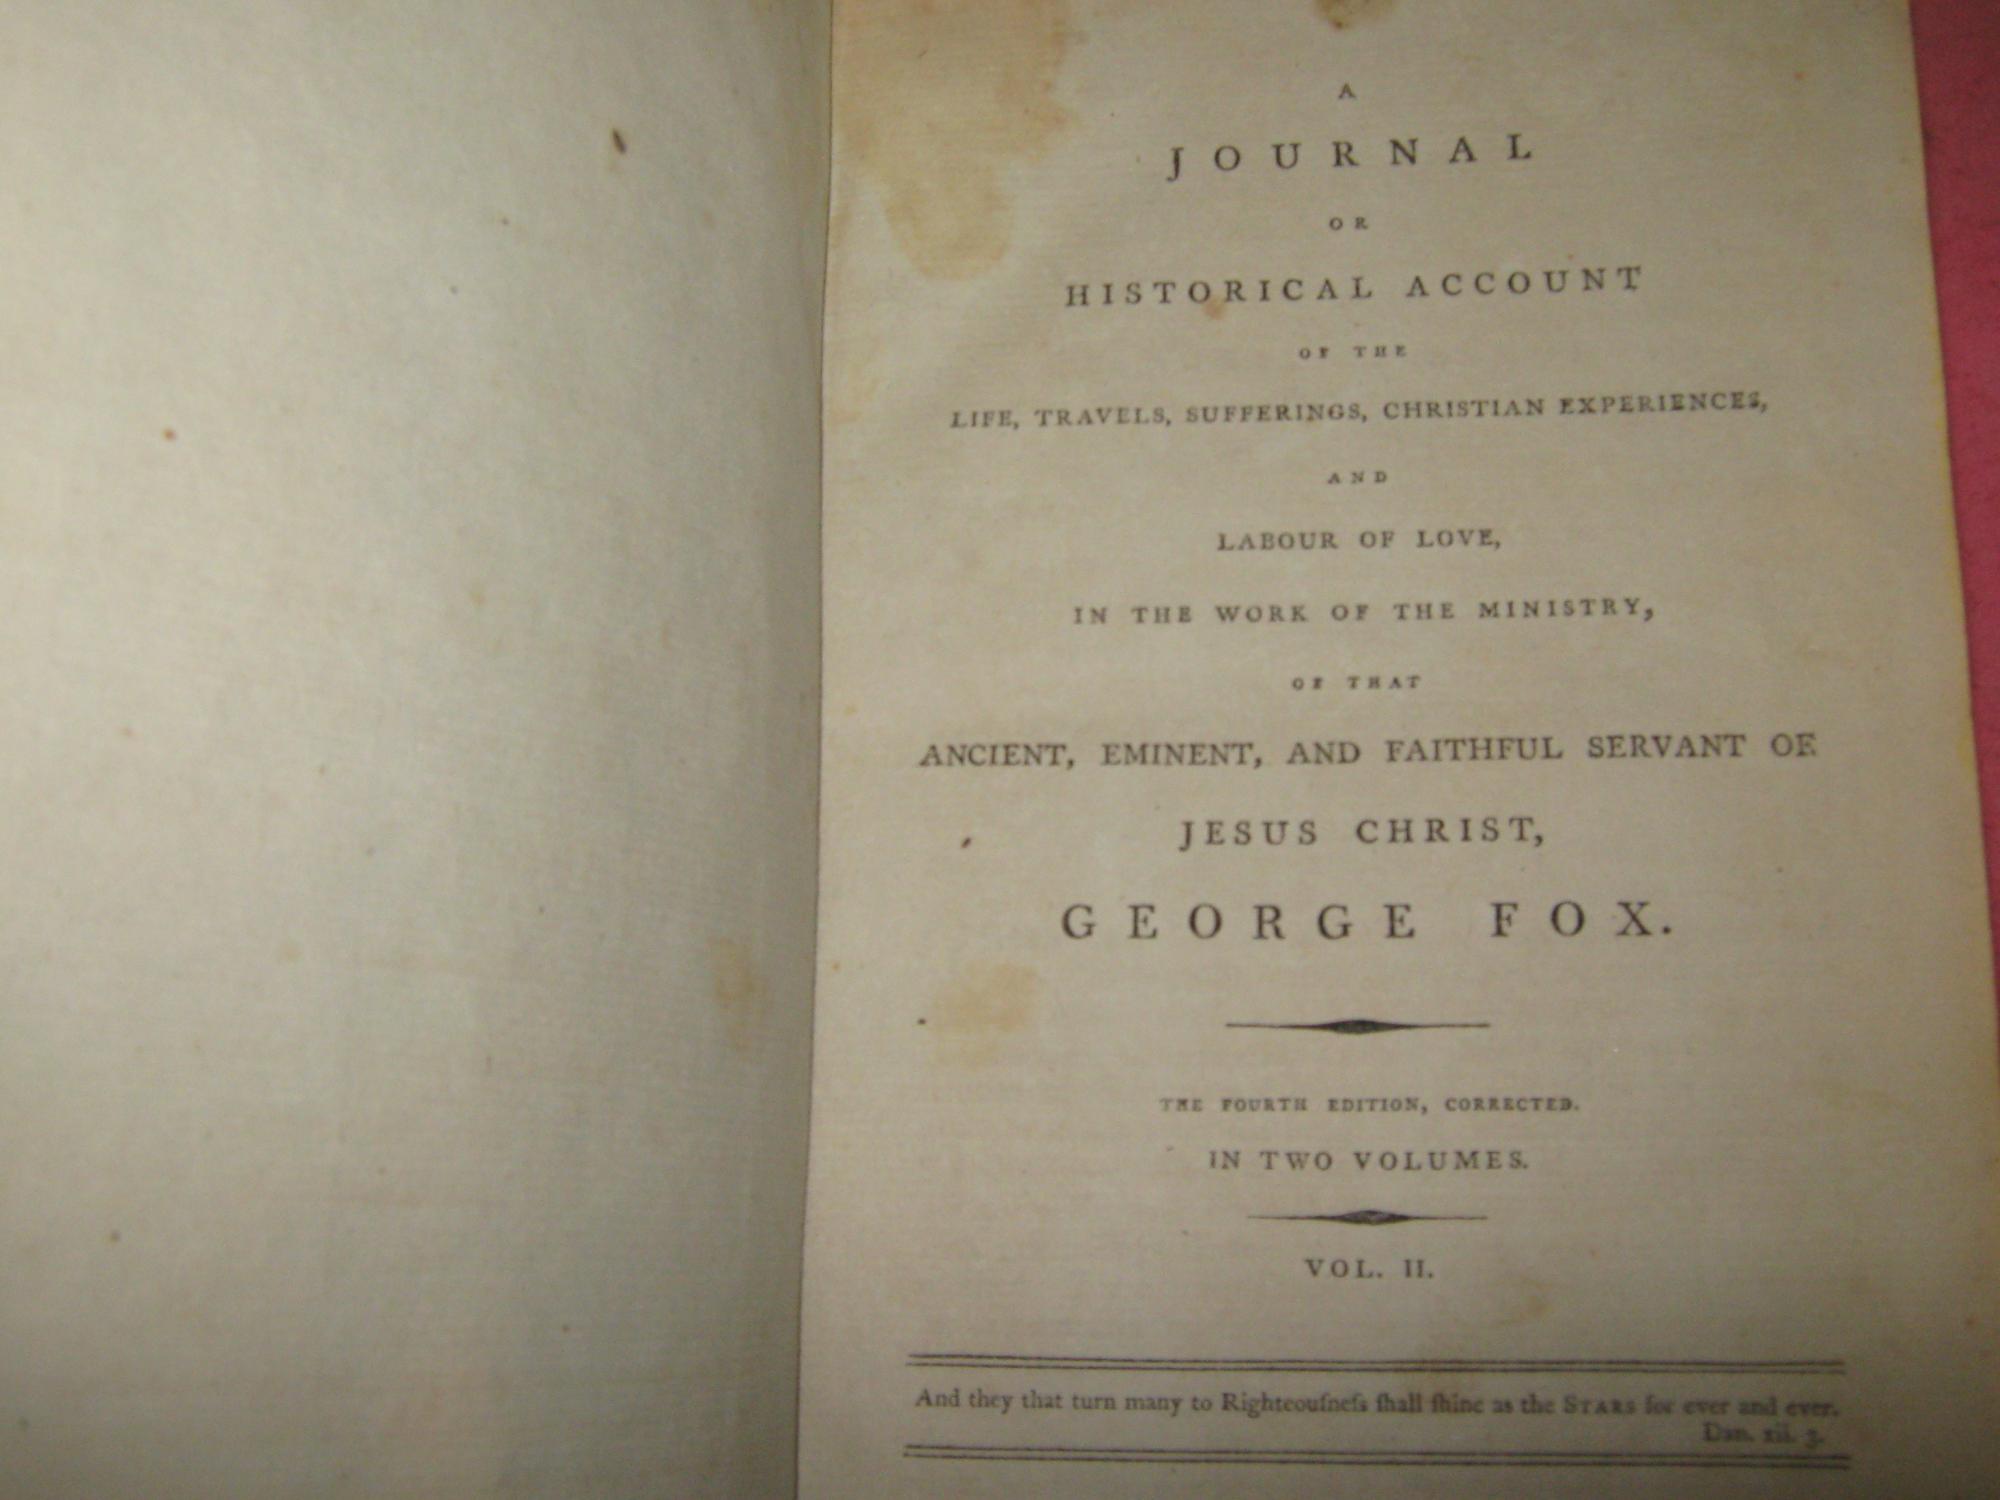 A
JOURNAL
OR
HISTORICAL ACCOUNT
OF THE
LIFE, TRAVELS, SUFFERINGS, CHRISTIAN EXPERIENCES,
AND
LABOUR OF LOVE,
IN THE WORK OF THE MINISTRY,
OF THAT
ANCIENT, EMINENT, AND FAITHFUL SERVANT OF
JESUS CHRIST,
GEORGE FOX.
THE FOURTH EDITION, CORRECTED.
IN TWO VOLUMES.
VOL. II.
And they that turn many to Righteouſneſs ſhall ſhine as the STARS for ever and ever.
Dan. xii. 3.